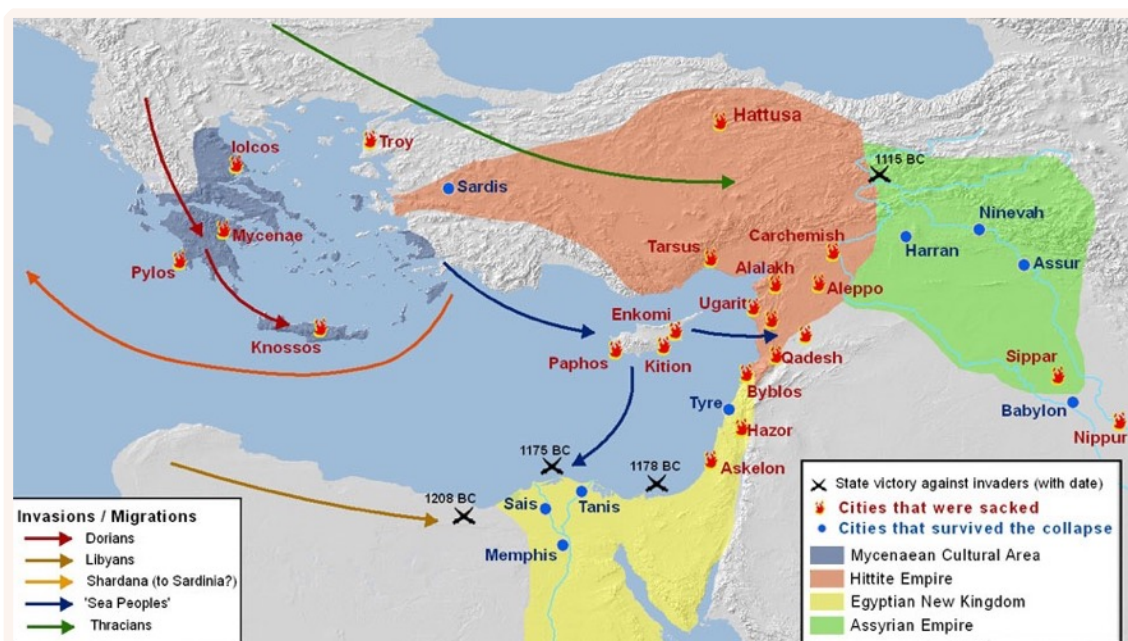 Hattusa
Troy
Iolcos
1115 BC
Sardis
Ninevah
Mycenae
Harran
Carchemish
Tarsus
Pylos
Assur
Alalakh
Aleppo
Ugarit
Enkomi
Knossos
Paphos
Kition
Qadesh
Sippar
Byblos
Tyre
Babylon
Hazor
Nippur
1175 BC
Askelon
1178 BC
1208 BC
Sais
Tanis
Memphis
Invasions / Migrations
Dorians
Libyans
Shardana (to Sardinia?)
'Sea Peoples'
Thracians
State victory against invaders (with date)
Cities that were sacked
Cities that survived the collapse
Mycenaean Cultural Area
Hittite Empire
Egyptian New Kingdom
Assyrian Empire